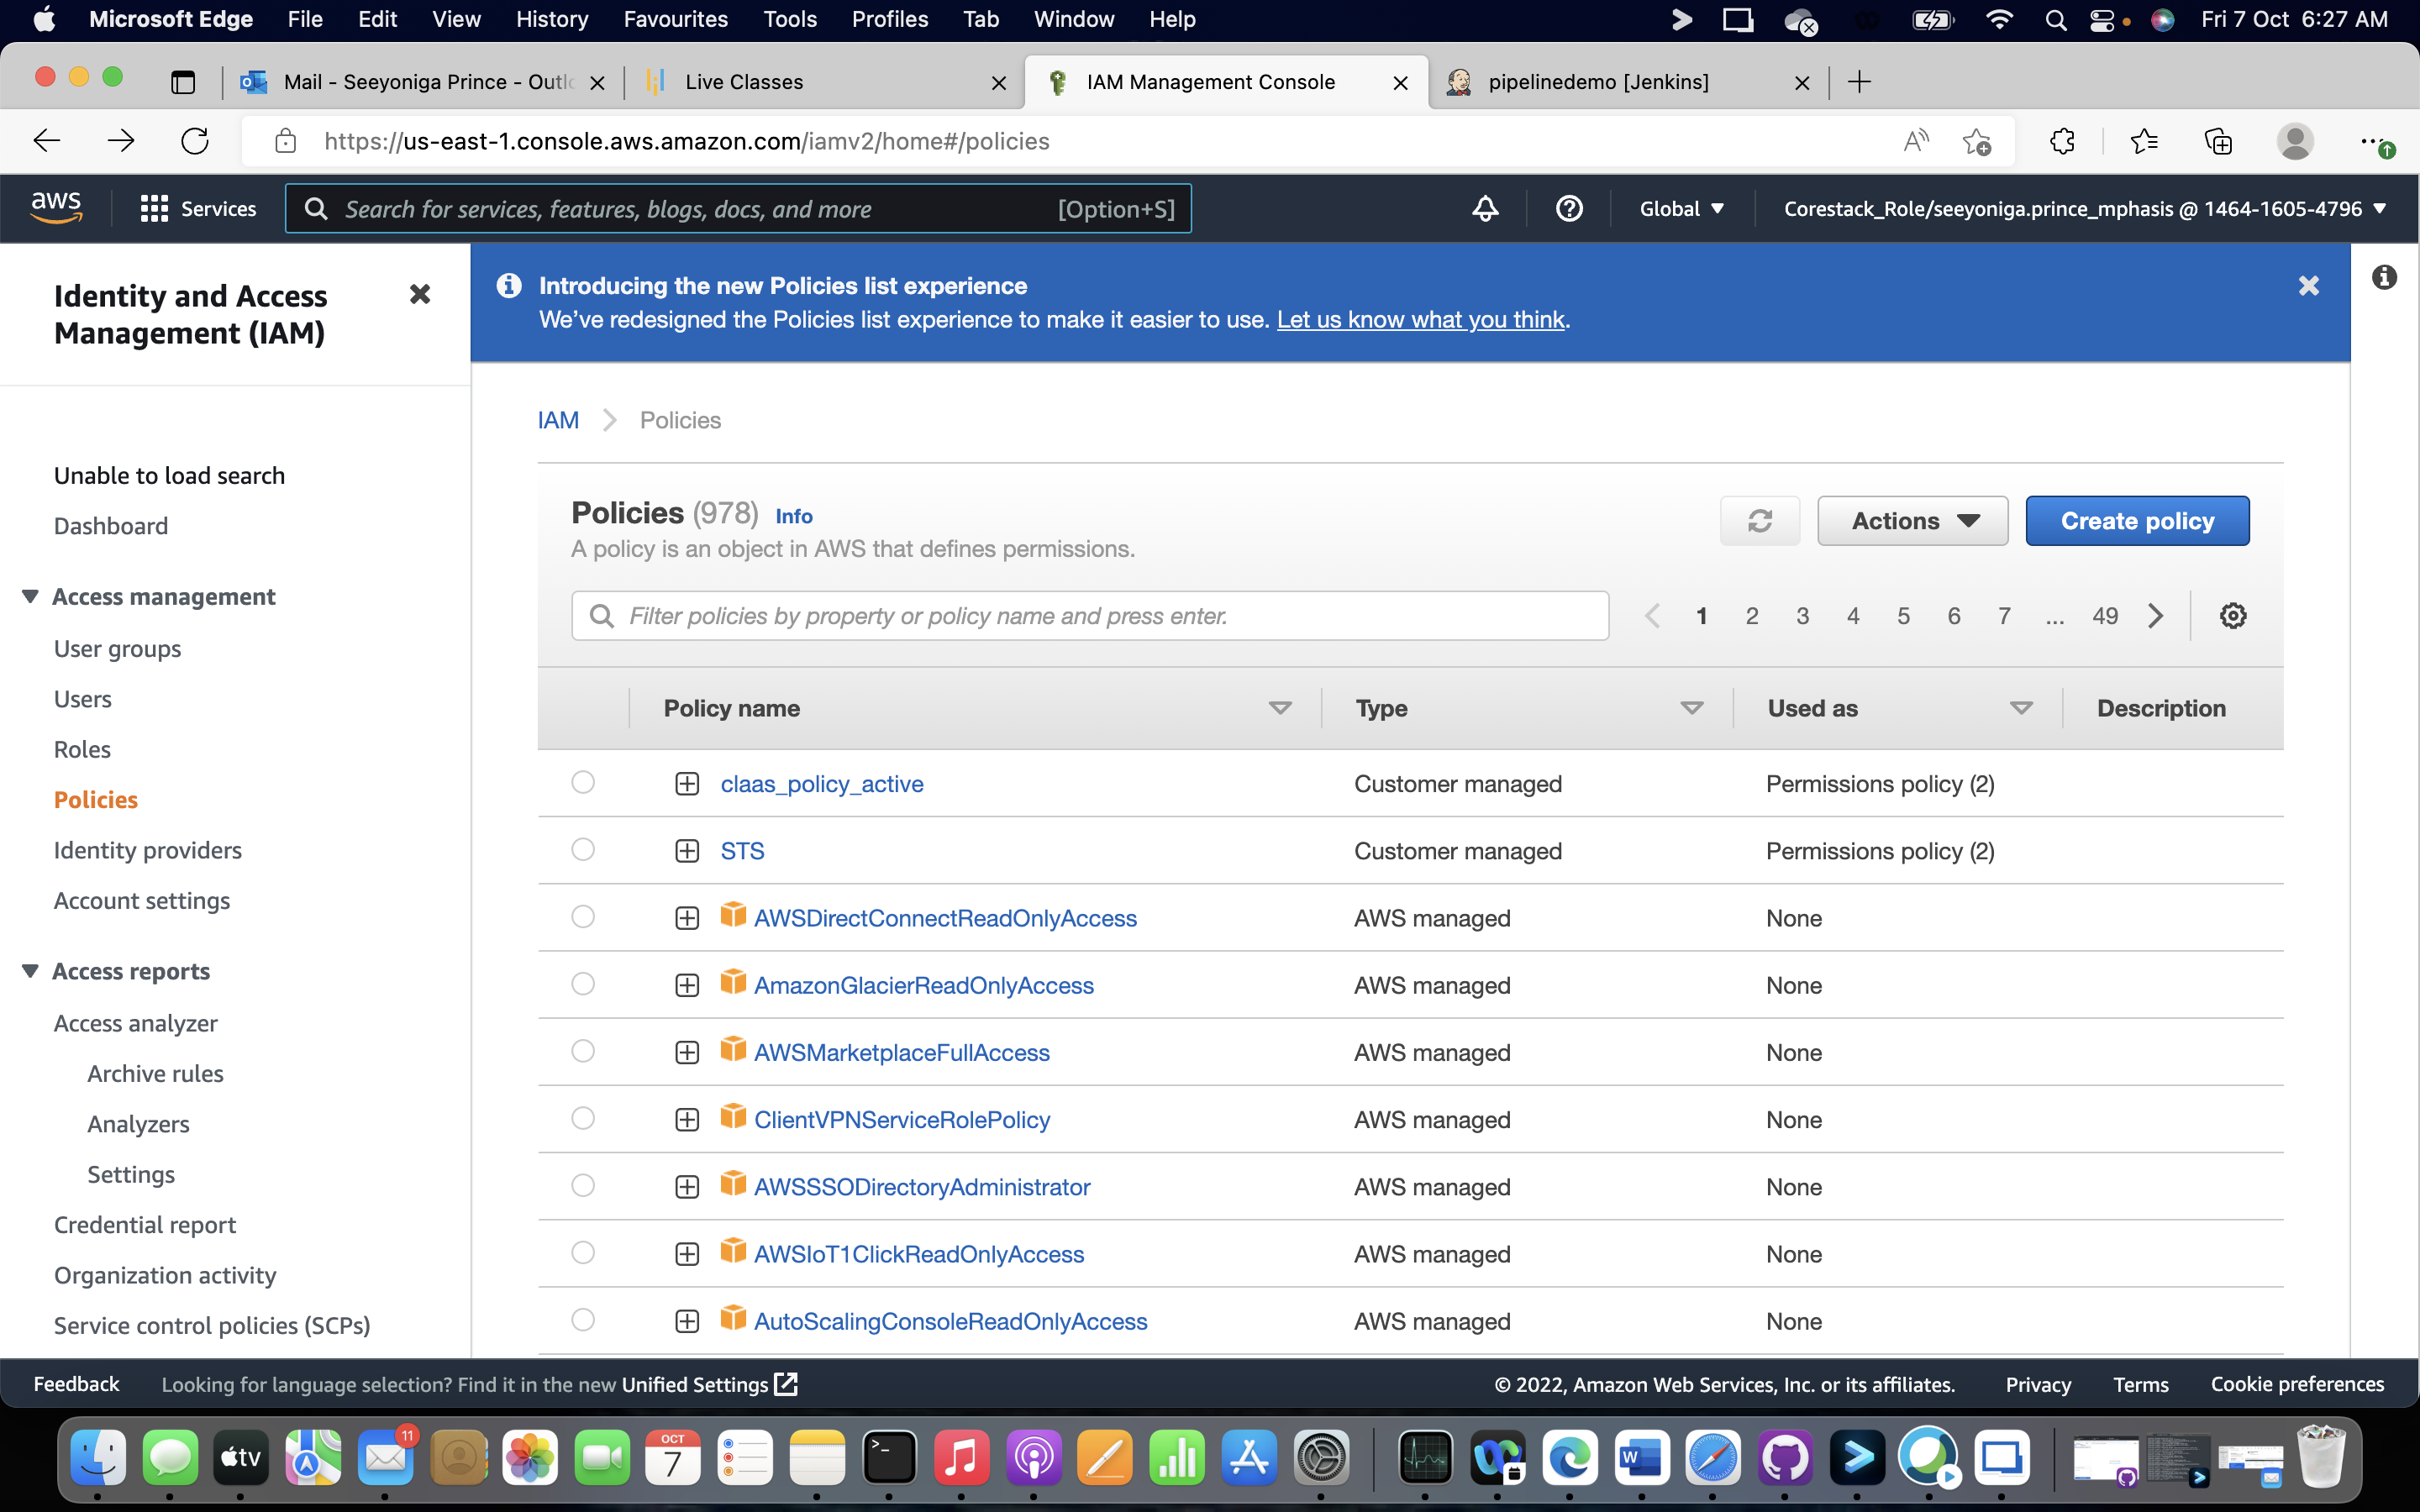 Microsoft Edge File Edit View History Favourites Tools Profiles Tab Window Help Fri 7 Oct 6:27 AM
Mail - Seeyoniga Prince - Outlo Live Classes IAM Management Console pipelinedemo [Jenkins]
https://us-east-1.console.aws.amazon.com/iamv2/home#/policies
aws Services Search for services, features, blogs, docs, and more [Option+S] Global Corestack_Role/seeyoniga.prince_mphasis @ 1464-1605-4796
Identity and Access
Management (IAM)
Unable to load search
Dashboard
Access management
User groups
Users
Roles
Policies
Identity providers
Account settings
Access reports
Access analyzer
Archive rules
Analyzers
Settings
Credential report
Organization activity
Service control policies (SCPs)
Introducing the new Policies list experience
We've redesigned the Policies list experience to make it easier to use. Let us know what you think.
IAM Policies
Policies (978) Info
A policy is an object in AWS that defines permissions.
Actions Create policy
Filter policies by property or policy name and press enter. 1 2 3 4 5 6 7 ... 49
Policy name Type Used as Description
claas_policy_active Customer managed Permissions policy (2)
STS Customer managed Permissions policy (2)
AWSDirectConnectReadOnlyAccess AWS managed None
AmazonGlacierReadOnlyAccess AWS managed None
AWSMarketplaceFullAccess AWS managed None
ClientVPNServiceRolePolicy AWS managed None
AWSSSODirectoryAdministrator AWS managed None
AWSIoT1ClickReadOnlyAccess AWS managed None
AutoScalingConsoleReadOnlyAccess AWS managed None
Feedback Looking for language selection? Find it in the new Unified Settings © 2022, Amazon Web Services, Inc. or its affiliates. Privacy Terms Cookie preferences
tv 11 OCT 7